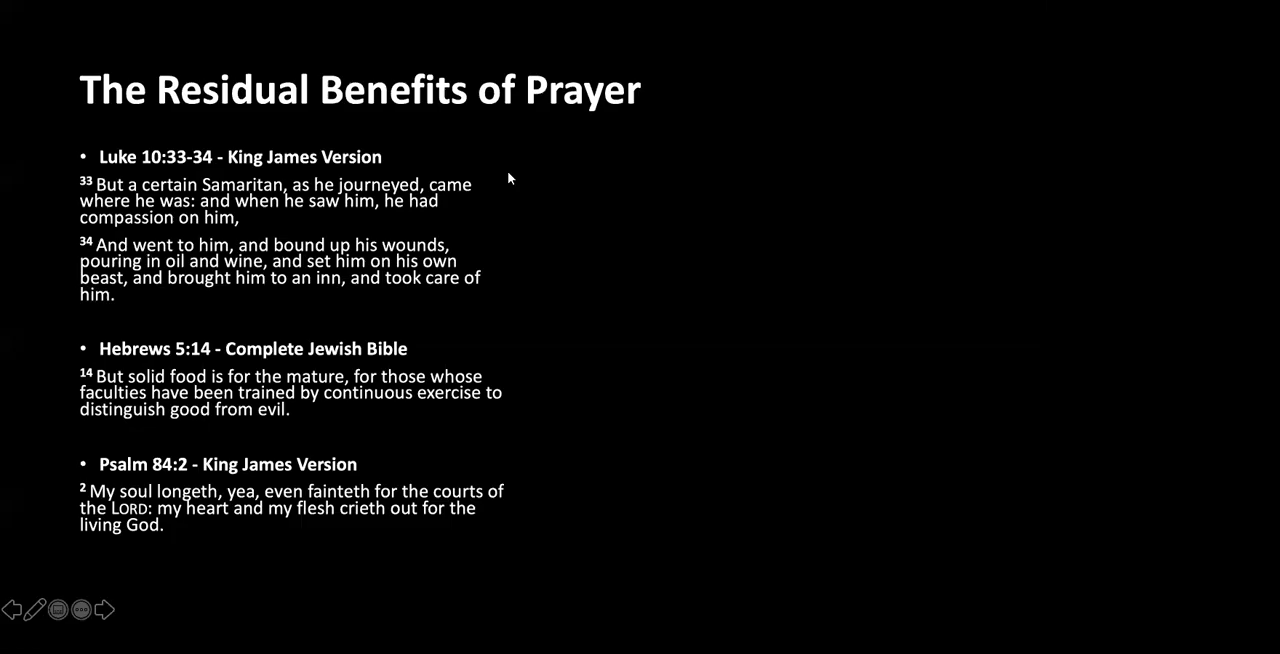 The Residual Benefits of Prayer
• Luke 10:33-34 - King James Version
33 But a certain Samaritan, as he journeyed, came
where he was: and when he saw him, he had
compassion on him,
34 And went to him, and bound up his wounds,
pouring in oil and wine, and set him on his own
beast, and brought him to an inn, and took care of
him.
• Hebrews 5:14 - Complete Jewish Bible
14 But solid food is for the mature, for those whose
faculties have been trained by continuous exercise to
distinguish good from evil.
• Psalm 84:2 - King James Version
2 My soul longeth, yea, even fainteth for the courts of
the LORD: my heart and my flesh crieth out for the
living God.